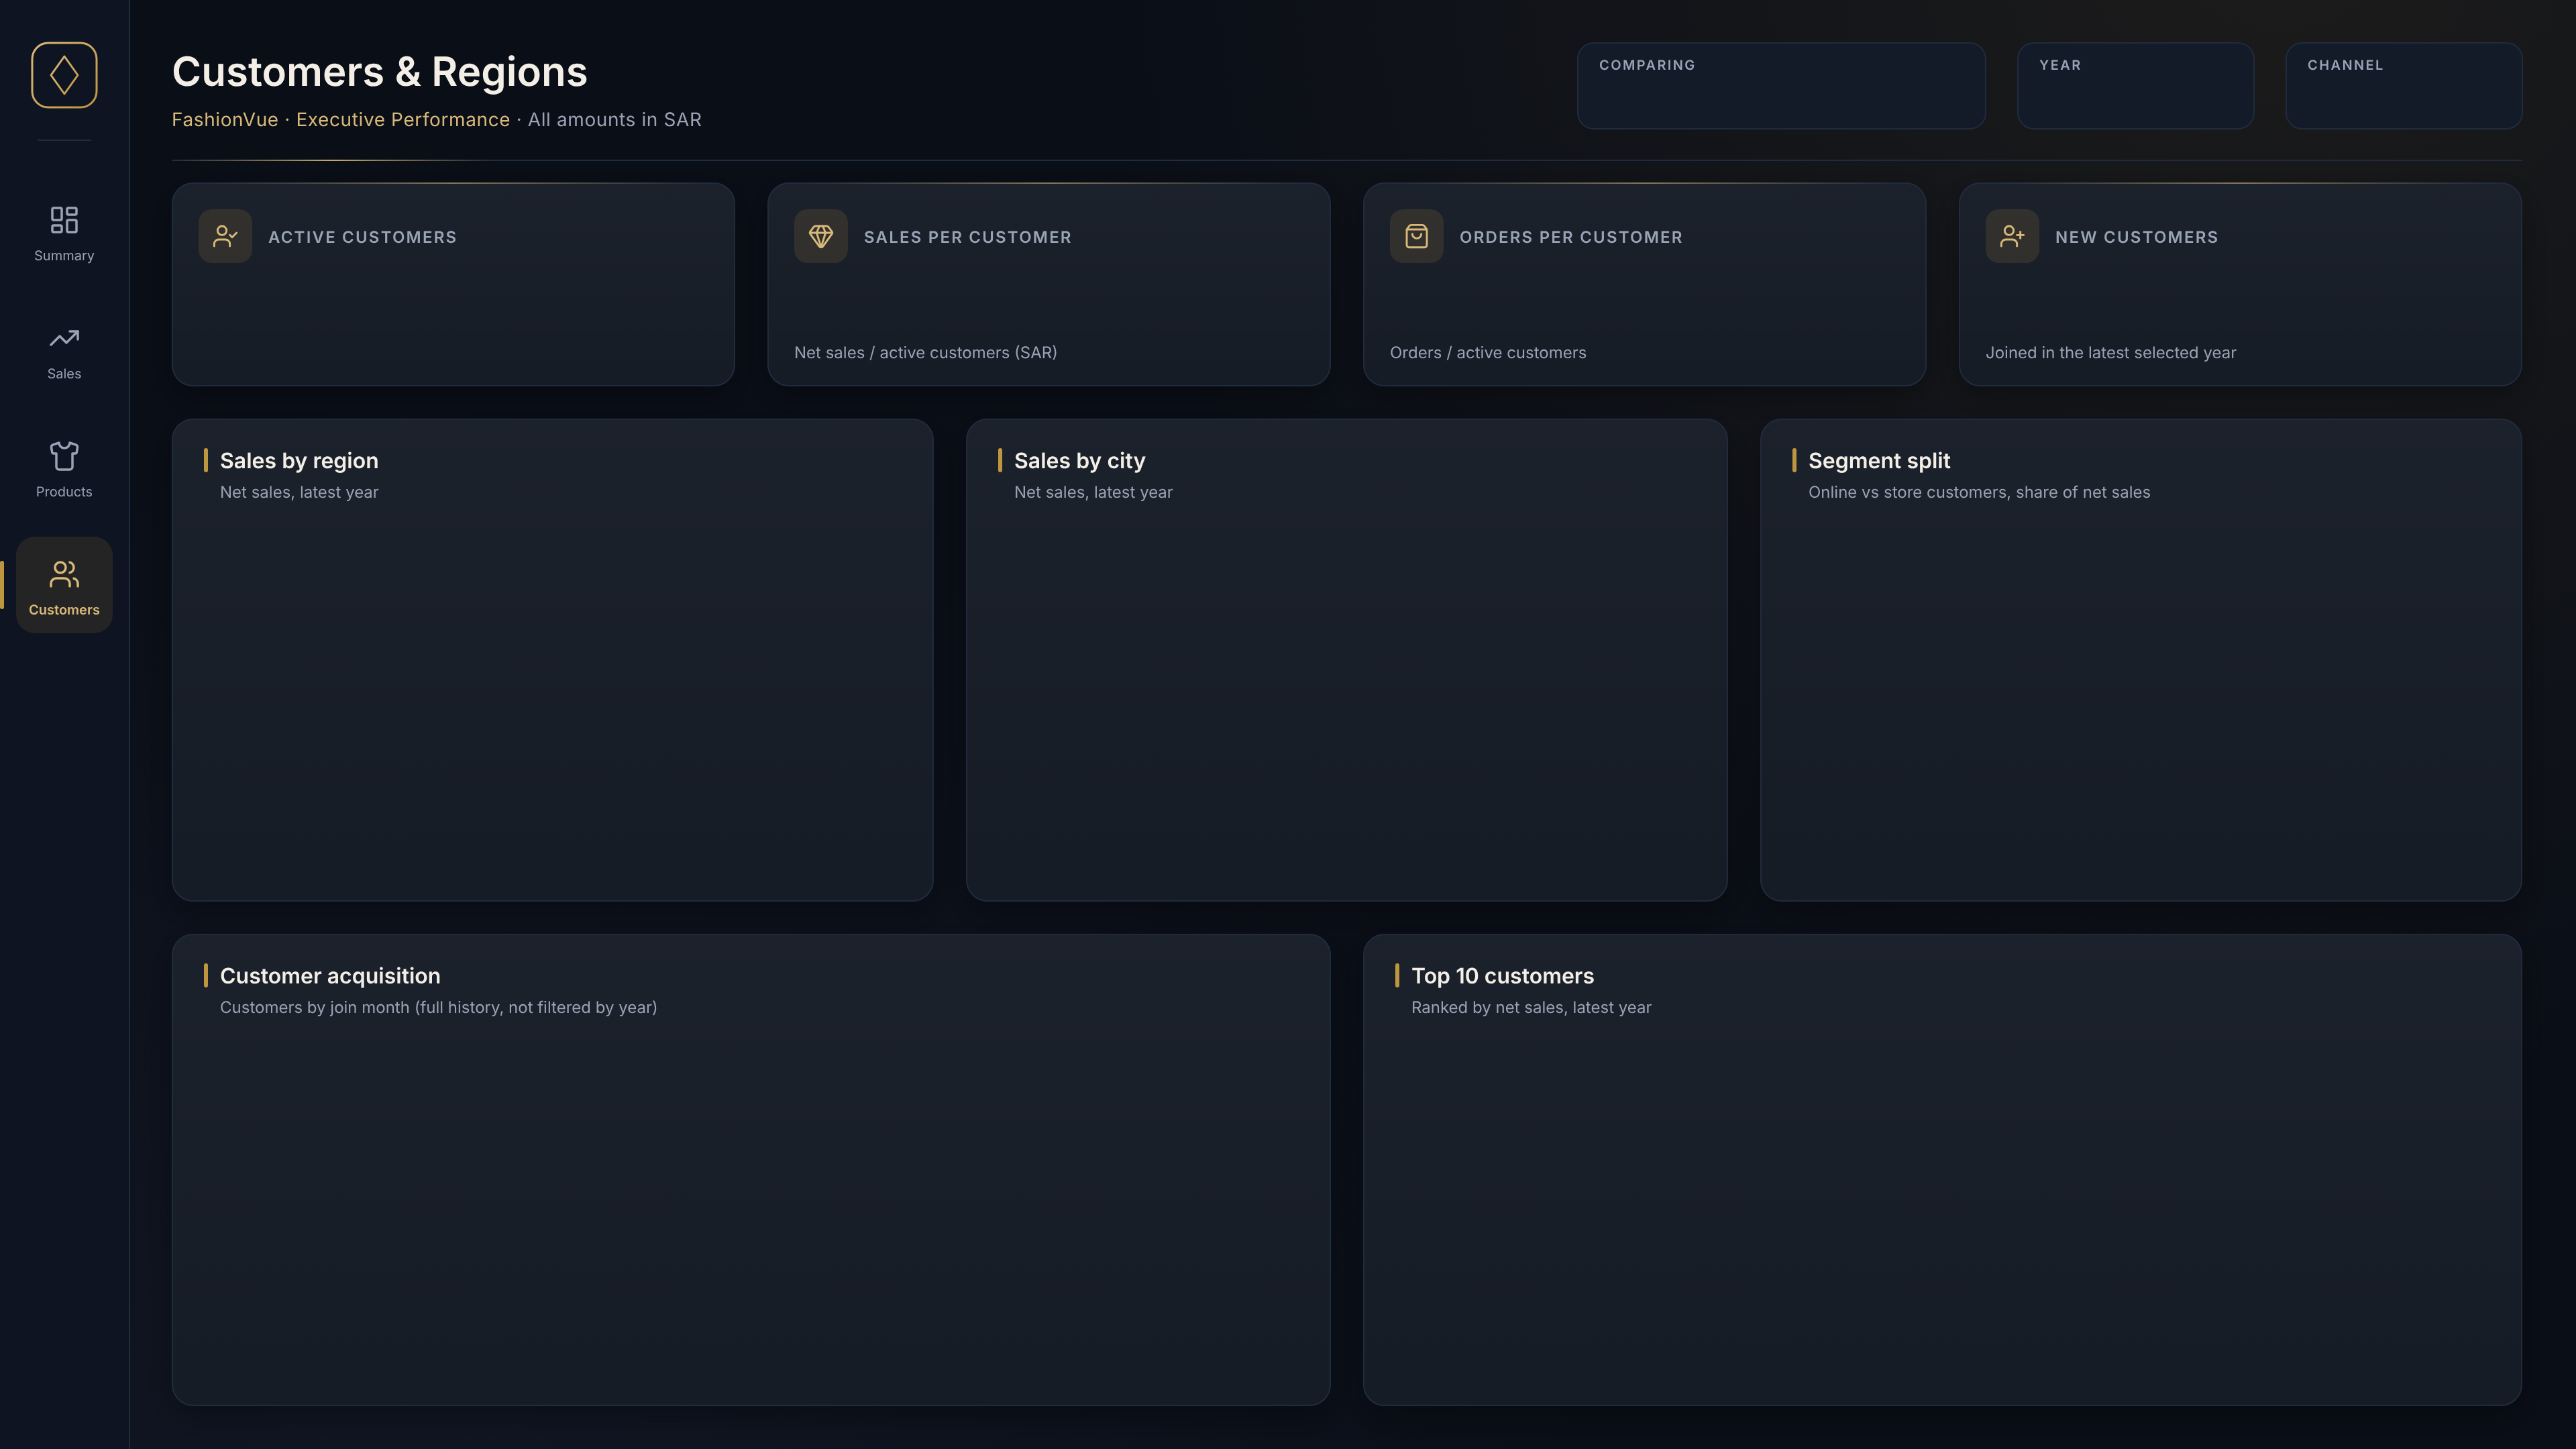 Customers & Regions
FashionVue · Executive Performance · All amounts in SAR
COMPARING
YEAR
CHANNEL
Summary
Sales
Products
Customers
ACTIVE CUSTOMERS
SALES PER CUSTOMER
Net sales / active customers (SAR)
ORDERS PER CUSTOMER
Orders / active customers
NEW CUSTOMERS
Joined in the latest selected year
Sales by region
Net sales, latest year
Sales by city
Net sales, latest year
Segment split
Online vs store customers, share of net sales
Customer acquisition
Customers by join month (full history, not filtered by year)
Top 10 customers
Ranked by net sales, latest year